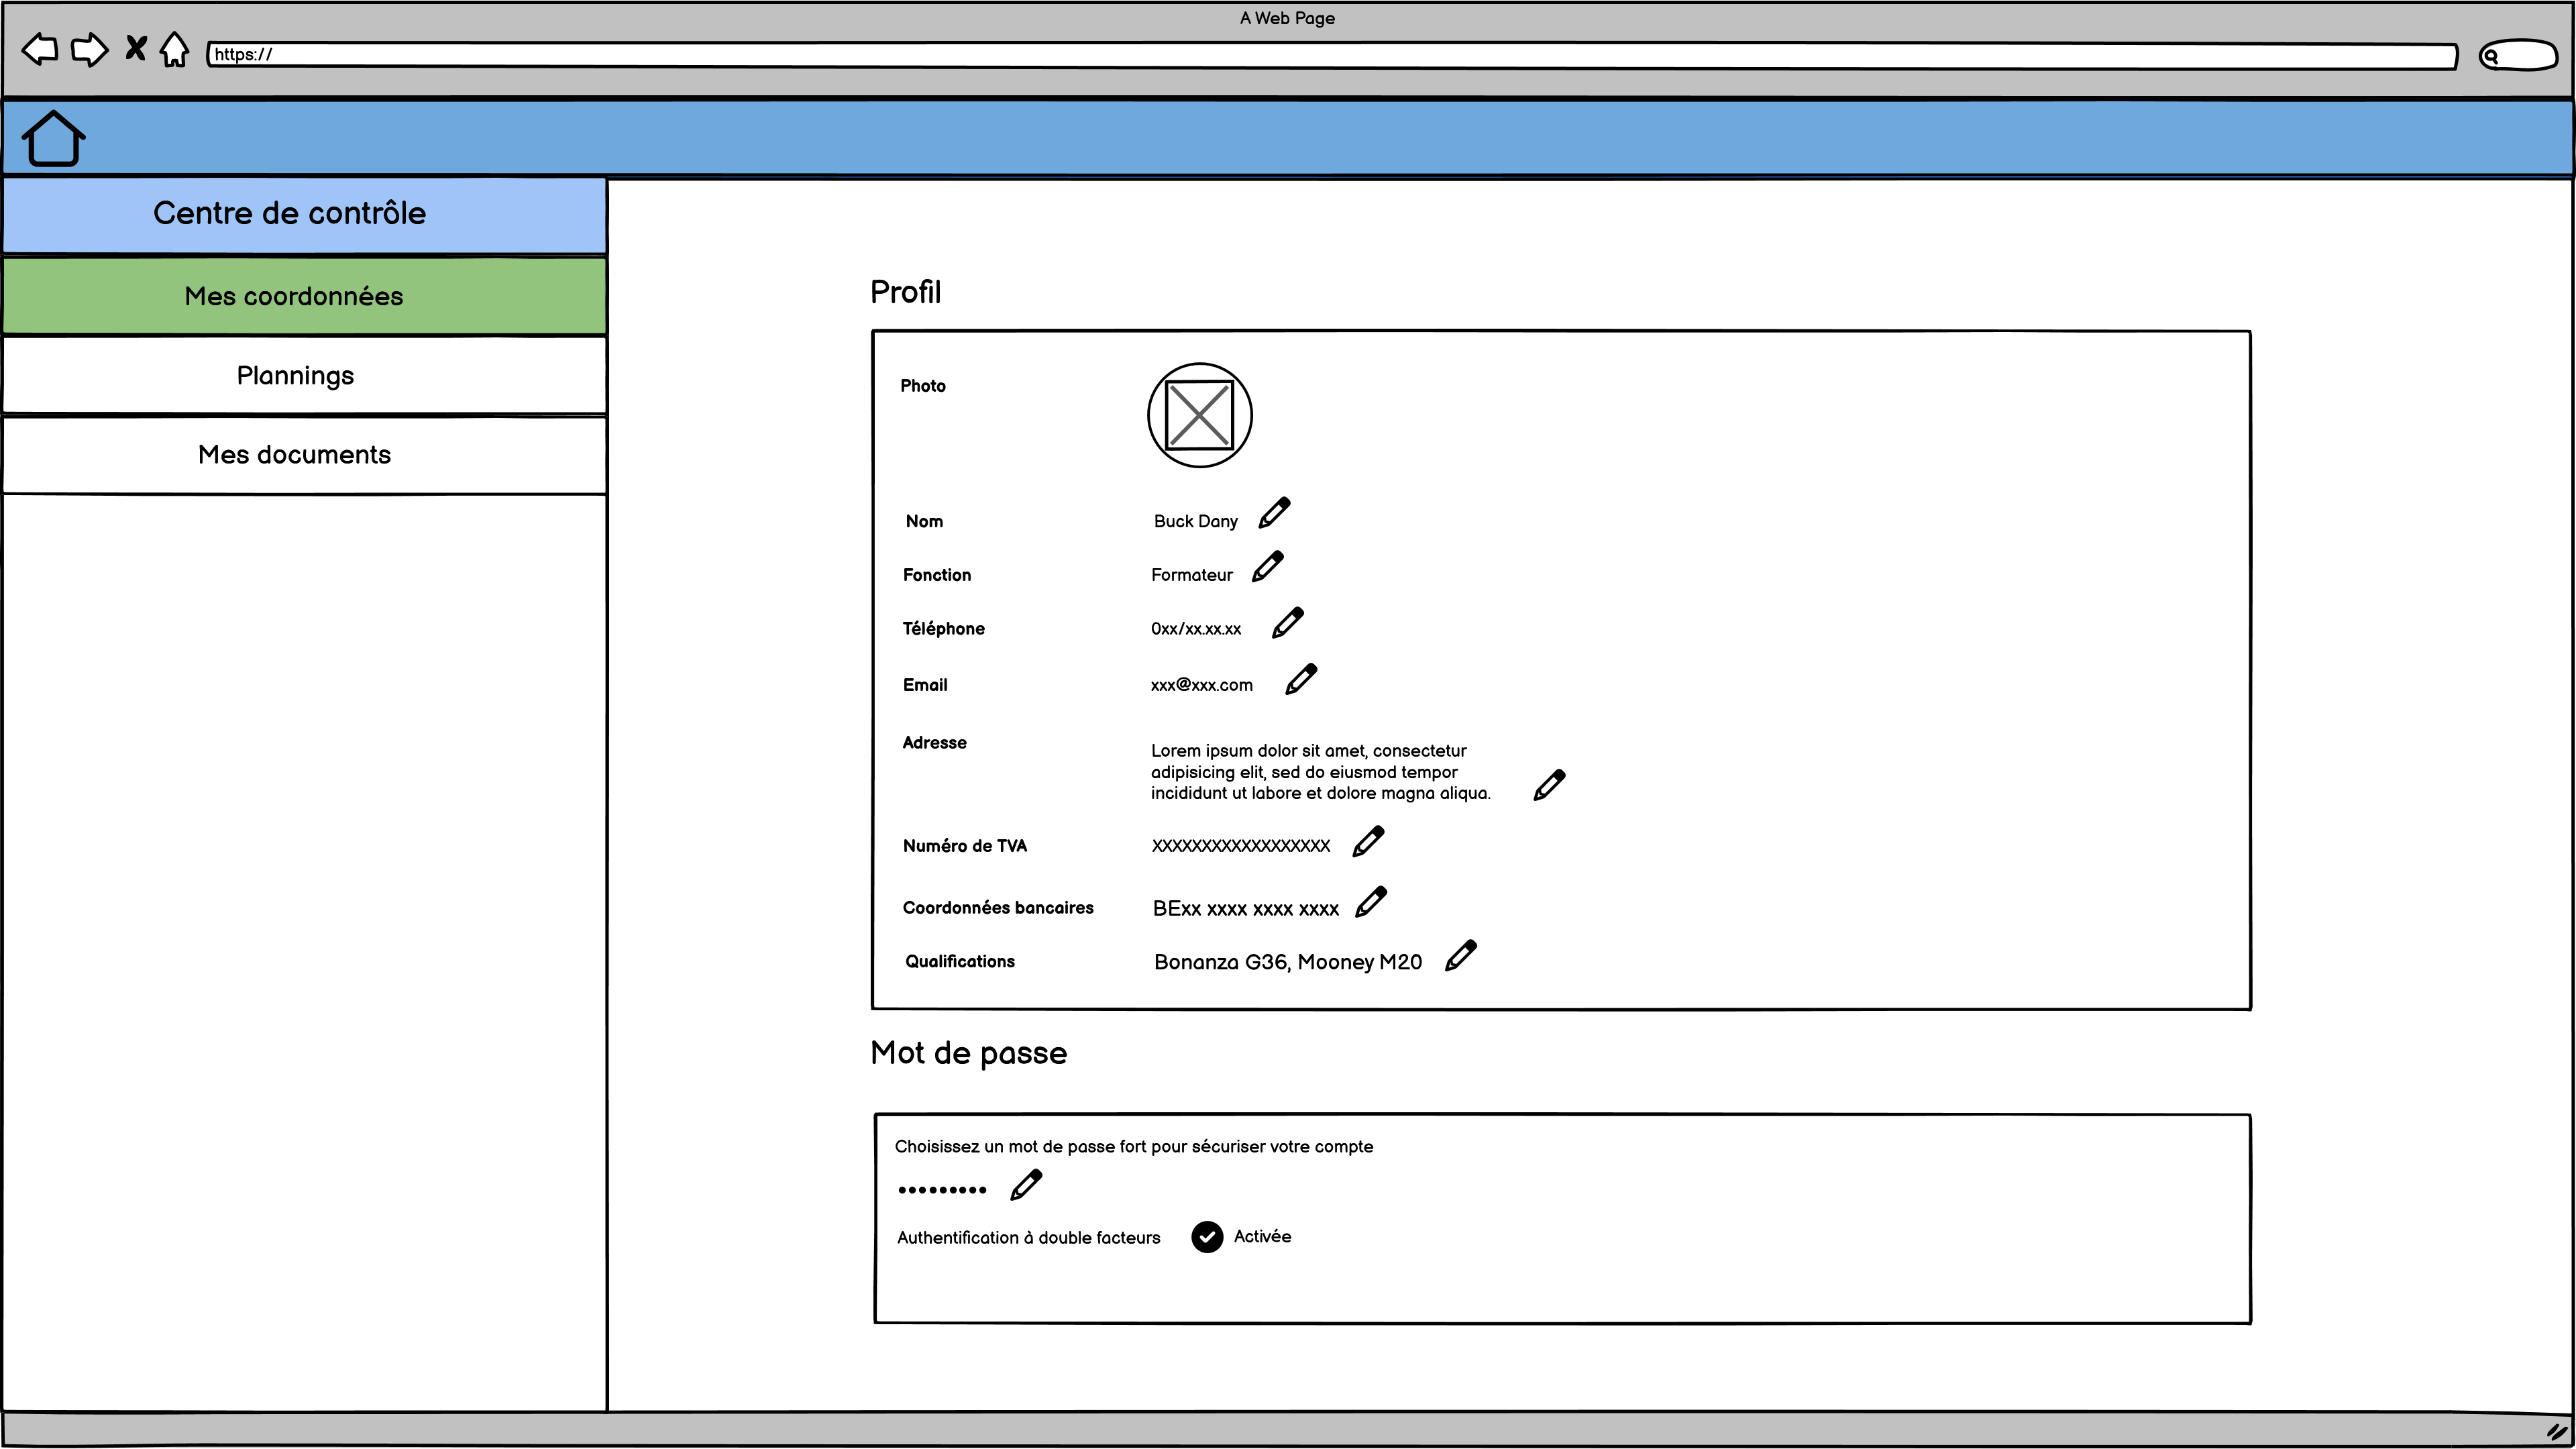 A Web Page
https://
Centre de contrôle
Mes coordonnées
Plannings
Mes documents
Profil
Photo
Nom Buck Dany
Fonction Formateur
Téléphone 0xx/xx.xx.xx
Email xxx@xxx.com
Adresse
Lorem ipsum dolor sit amet, consectetur
adipisicing elit, sed do eiusmod tempor
incididunt ut labore et dolore magna aliqua.
Numéro de TVA XXXXXXXXXXXXXXXXXX
Coordonnées bancaires BExx xxxx xxxx xxxx
Qualifications Bonanza G36, Mooney M20
Mot de passe
Choisissez un mot de passe fort pour sécuriser votre compte
•••••••••
Authentification à double facteurs Activée